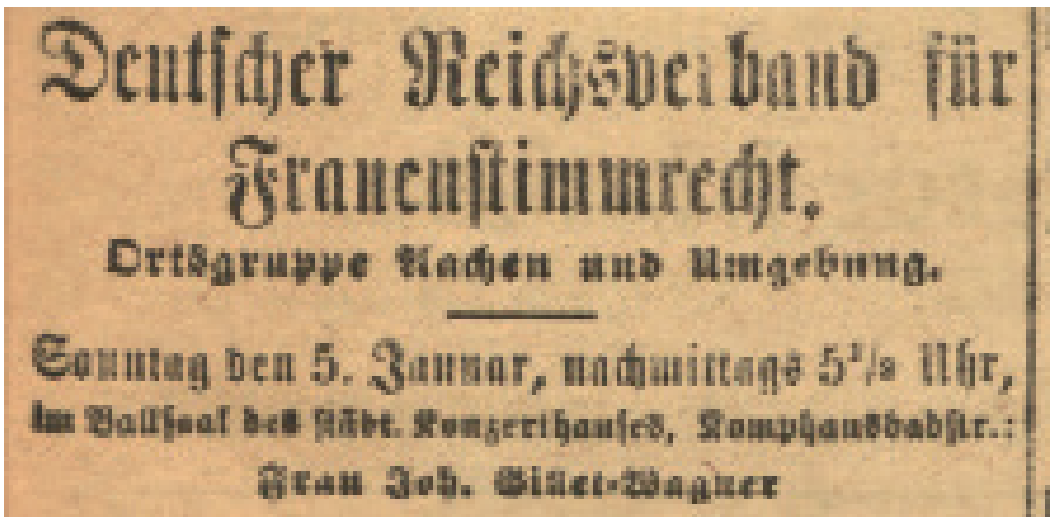 Deutscher Reichsverband für
Frauenstimmrecht.
Ortsgruppe Aachen und Umgebung.
Sonntag den 5. Januar, nachmittags 5½ Uhr,
im Ballsaal des städt. Konzerthauses, Komphausbadstr.:
Frau Joh.